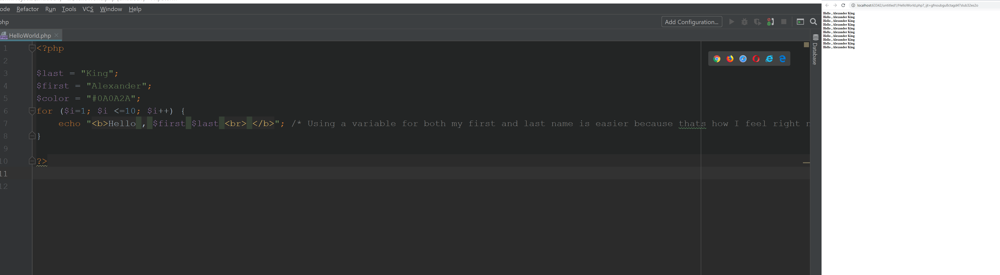 ode Refactor Run Tools VCS Window Help
php
Add Configuration...
PHP HelloWorld.php
1 <?php
2
3 $last = "King";
4 $first = "Alexander";
5 $color = "#0A0A2A";
6 for ($i=1; $i <=10; $i++) {
7 echo "<b>Hello , $first $last <br> </b>"; /* Using a variable for both my first and last name is easier because thats how I feel right n
8 }
9
10 ?>
11
12
Database
localhost:63342/untitled1/HelloWorld.php?_ijt=gfnoubgu8ctagd47slub32es2o
Hello , Alexander King
Hello , Alexander King
Hello , Alexander King
Hello , Alexander King
Hello , Alexander King
Hello , Alexander King
Hello , Alexander King
Hello , Alexander King
Hello , Alexander King
Hello , Alexander King